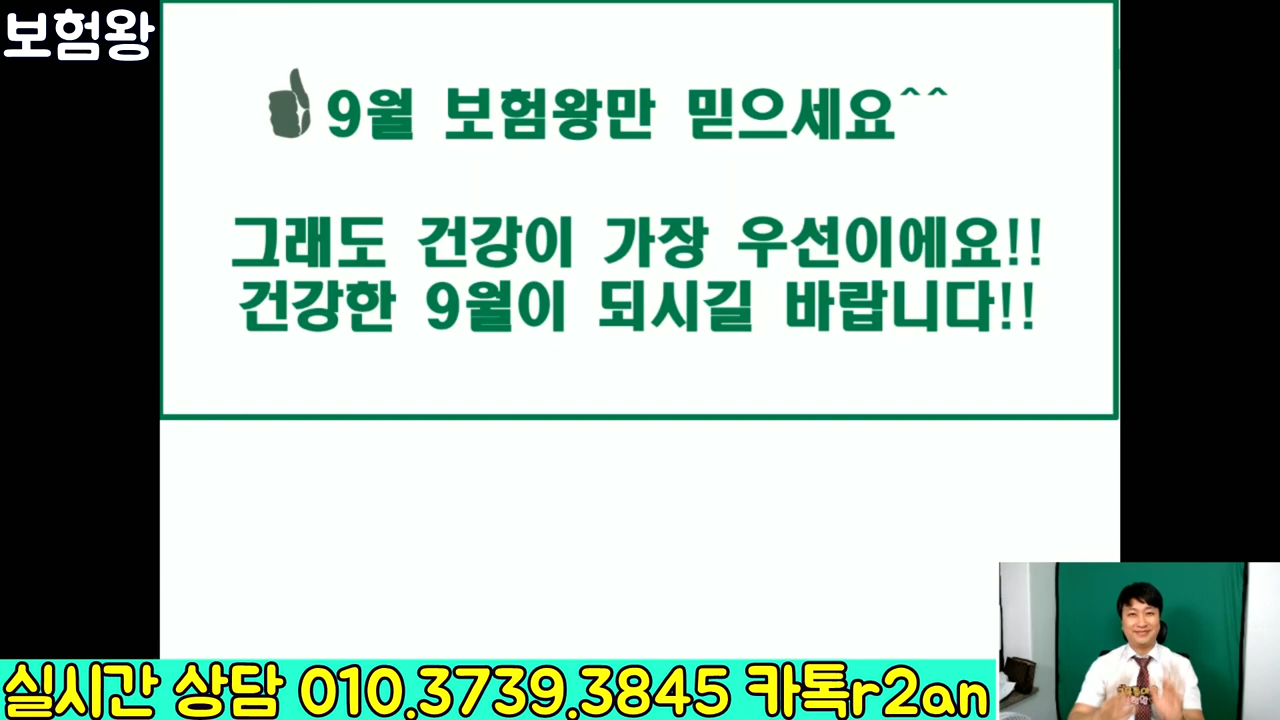 보험왕
9월 보험왕만 믿으세요^^
그래도 건강이 가장 우선이에요!!
건강한 9월이 되시길 바랍니다!!
실시간 상담 010.3739.3845 카톡r2an